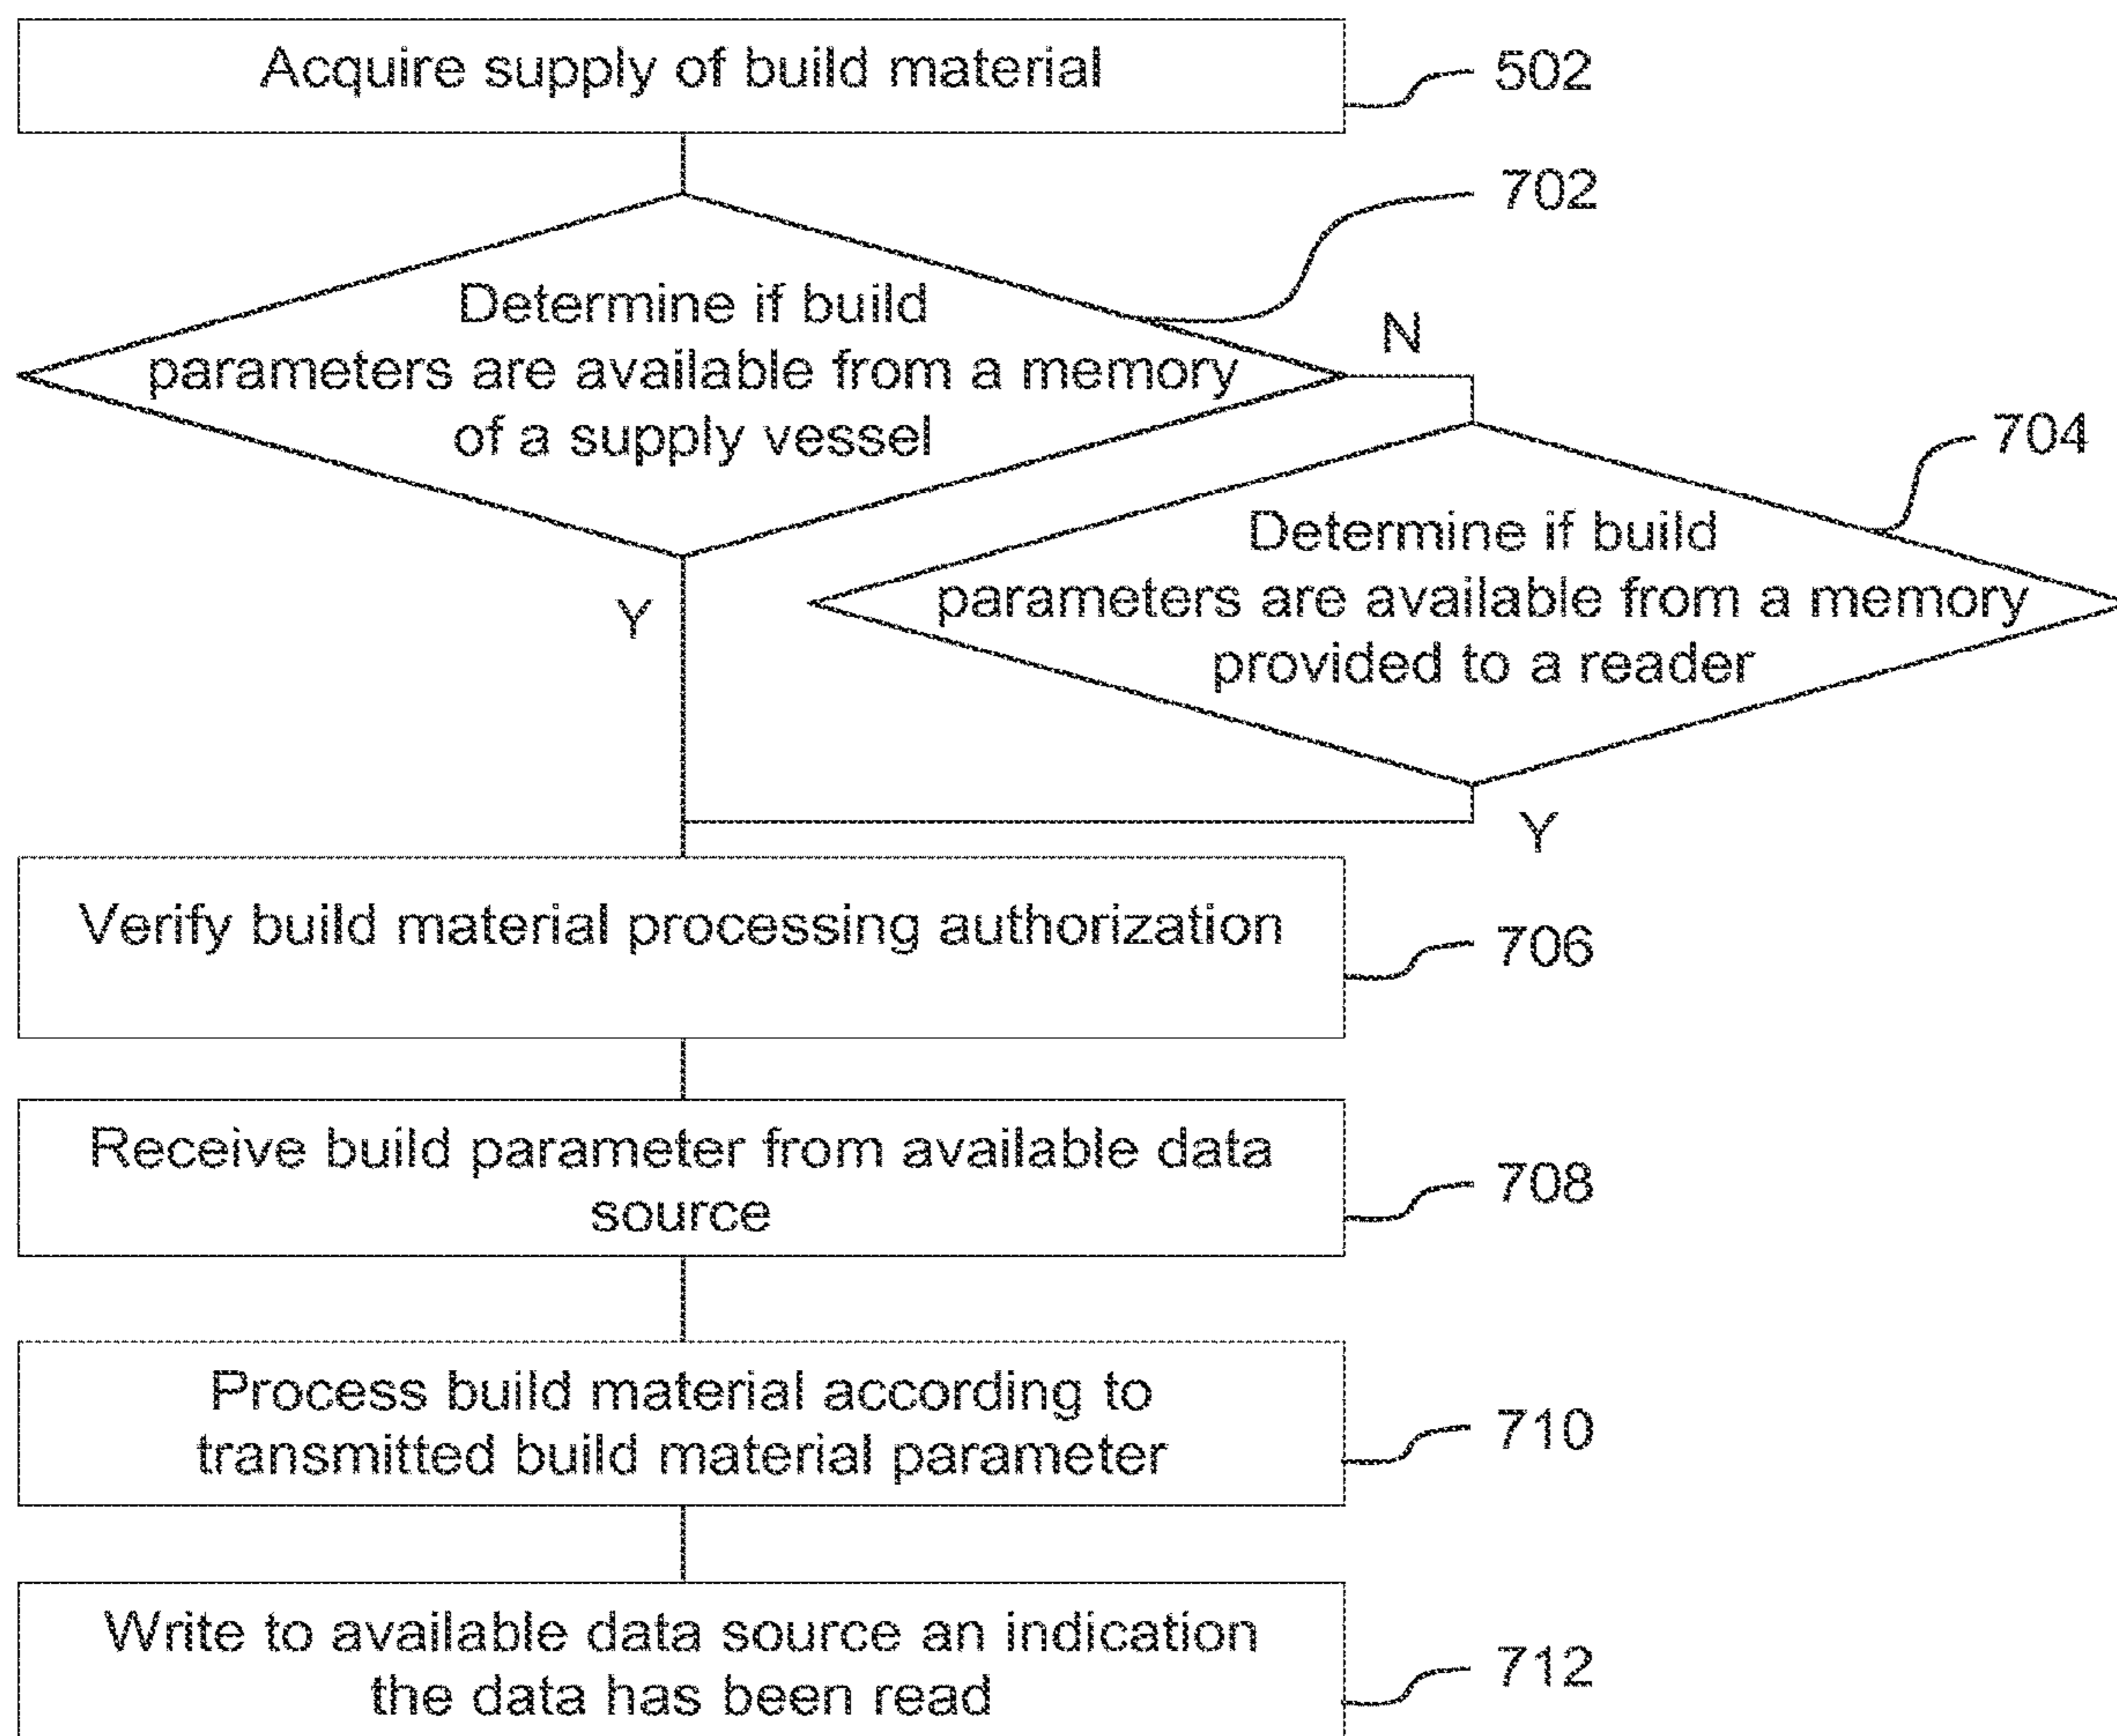 Acquire supply of build material
502
702
Determine if build
parameters are available from a memory
of a supply vessel
N
704
Determine if build
parameters are available from a memory
provided to a reader
Y
Y
Verify build material processing authorization
706
Receive build parameter from available data
source
708
Process build material according to
transmitted build material parameter
710
Write to available data source an indication
the data has been read
712